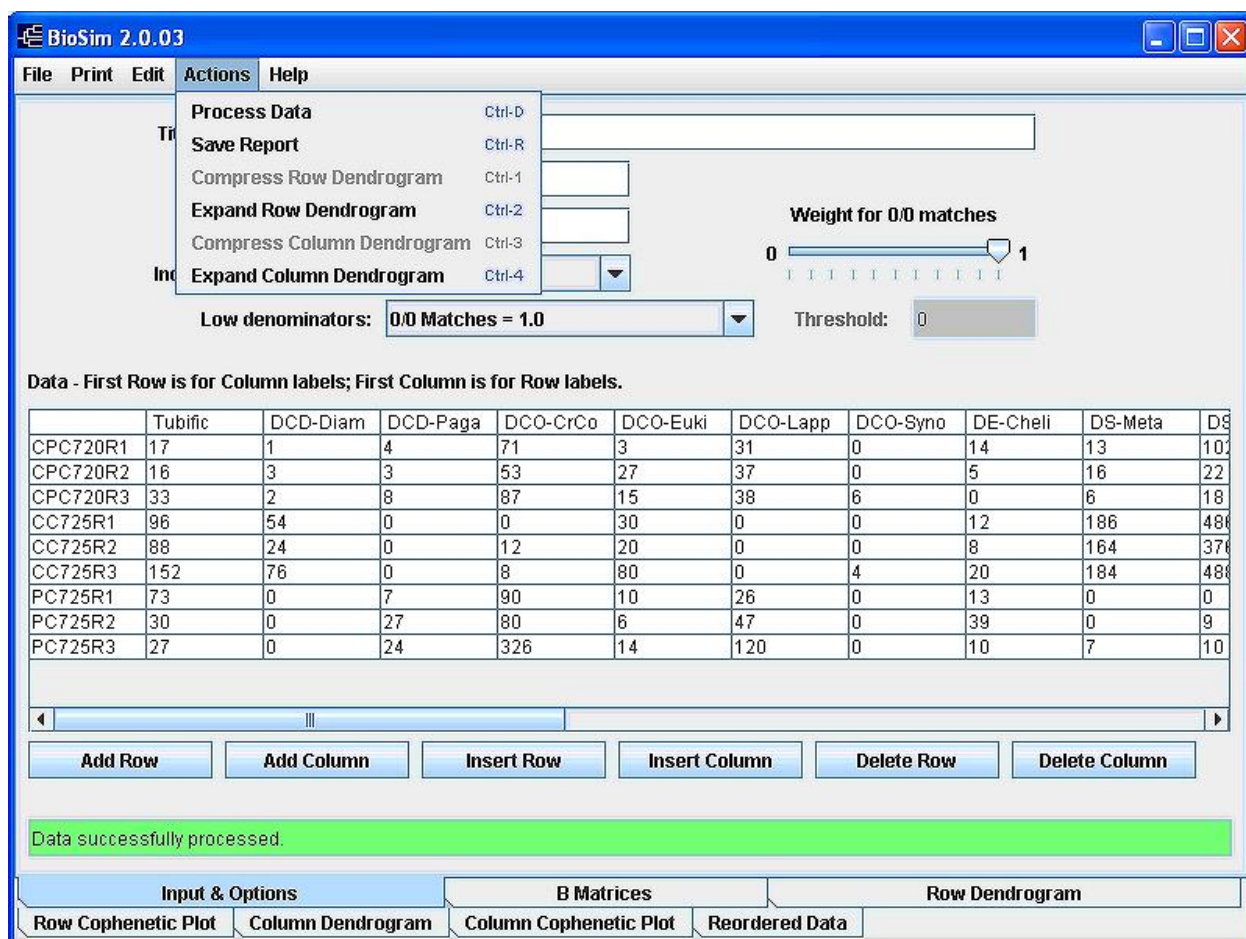 BioSim 2.0.03
File Print Edit Actions Help
Process Data Ctrl-D
Save Report Ctrl-R
Compress Row Dendrogram Ctrl-1
Expand Row Dendrogram Ctrl-2
Compress Column Dendrogram Ctrl-3
Expand Column Dendrogram Ctrl-4
Weight for 0/0 matches
0 1
Low denominators: 0/0 Matches = 1.0 Threshold: 0
Data - First Row is for Column labels; First Column is for Row labels.
Tubific DCD-Diam DCD-Paga DCO-CrCo DCO-Euki DCO-Lapp DCO-Syno DE-Cheli DS-Meta
CPC720R1 17 1 4 71 3 31 0 14 13
CPC720R2 16 3 3 53 27 37 0 5 16 22
CPC720R3 33 2 8 87 15 38 6 0 6 18
CC725R1 96 54 0 0 30 0 0 12 186
CC725R2 88 24 0 12 20 0 0 8 164
CC725R3 152 76 0 8 80 0 4 20 184
PC725R1 73 0 7 90 10 26 0 13 0 0
PC725R2 30 0 27 80 6 47 0 39 0 9
PC725R3 27 0 24 326 14 120 0 10 7 10
Add Row Add Column Insert Row Insert Column Delete Row Delete Column
Data successfully processed.
Input & Options B Matrices Row Dendrogram
Row Cophenetic Plot Column Dendrogram Column Cophenetic Plot Reordered Data